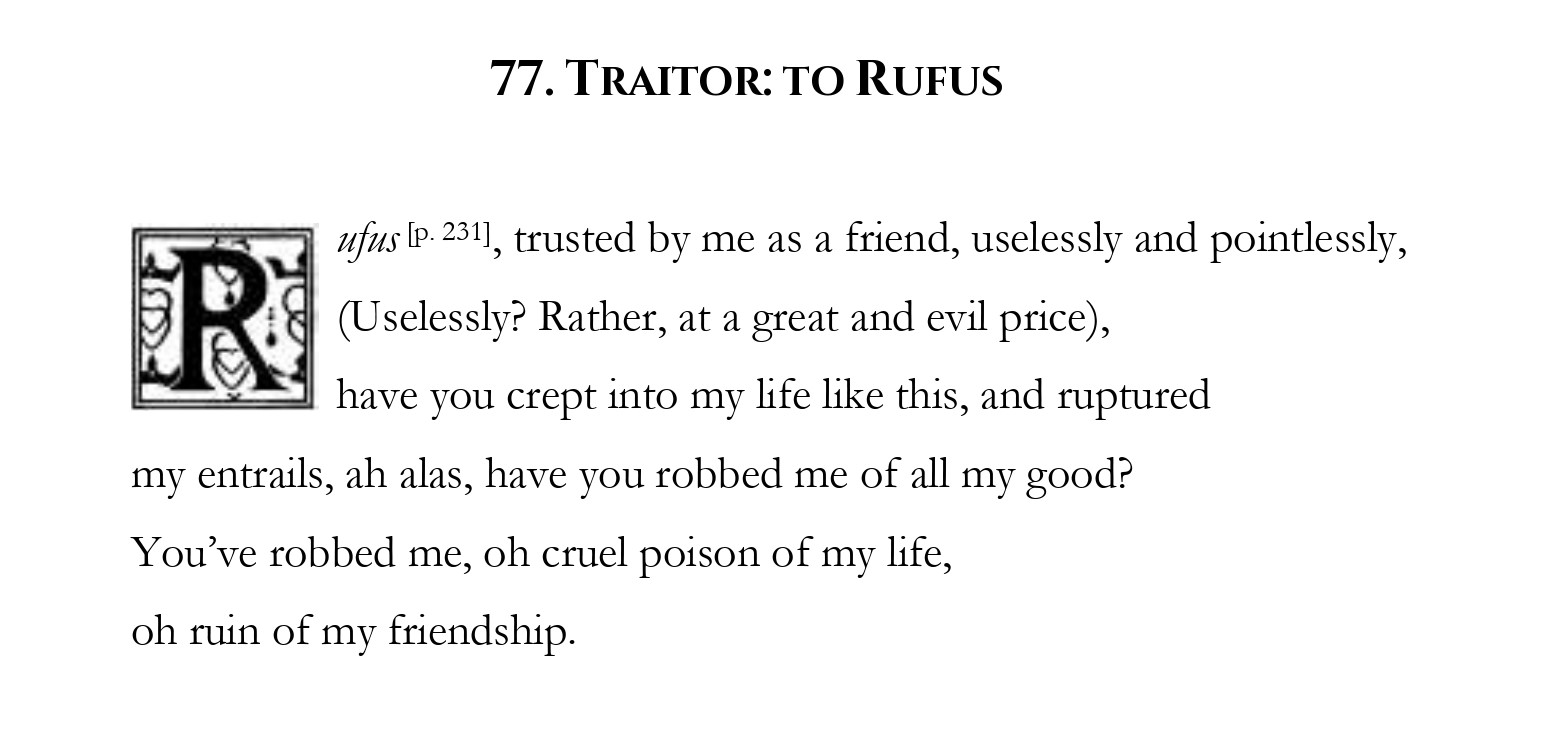 77. TRAITOR: TO RUFUS
Rufus [p. 231], trusted by me as a friend, uselessly and pointlessly,
(Uselessly? Rather, at a great and evil price),
have you crept into my life like this, and ruptured
my entrails, ah alas, have you robbed me of all my good?
You’ve robbed me, oh cruel poison of my life,
oh ruin of my friendship.